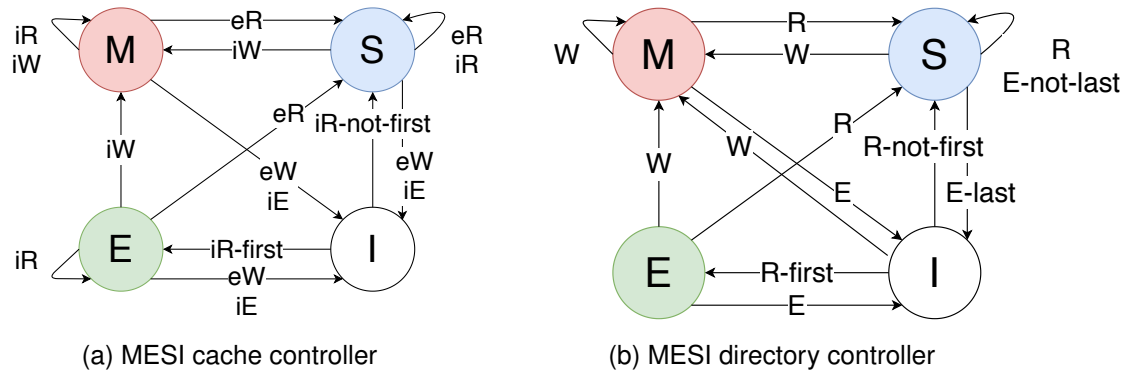 iR
iW
M
eR
iW
S
eR
iR
eR
iR-not-first
iW
eW
iE
eW
iE
iR
E
iR-first
eW
iE
I
(a) MESI cache controller
W
M
R
W
S
R
E-not-last
R
W
R-not-first
W
E
E-last
E
R-first
E
I
(b) MESI directory controller